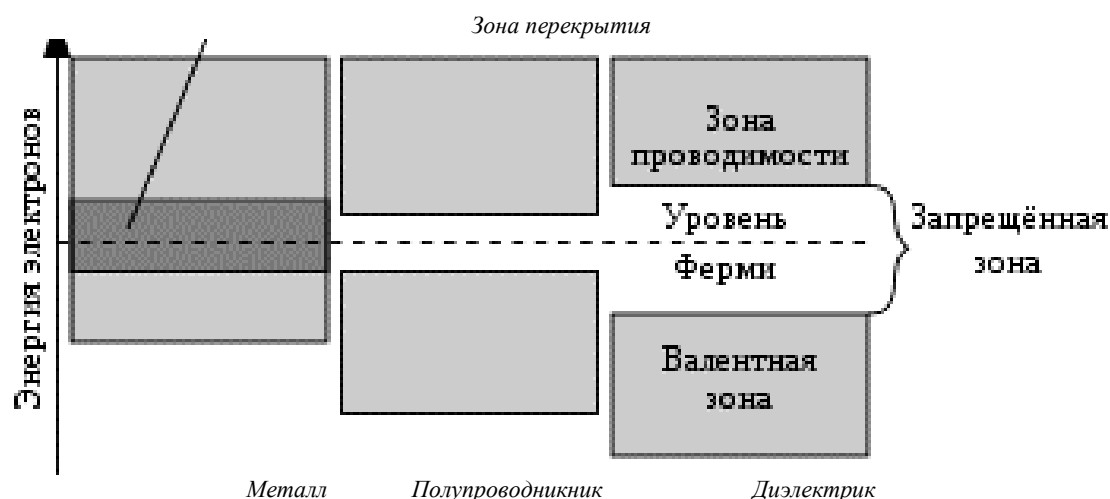 Зона перекрытия
Энергия электронов
Зона
проводимости
Уровень
Ферми
Запрещённая
зона
Валентная
зона
Металл
Полупроводникник
Диэлектрик